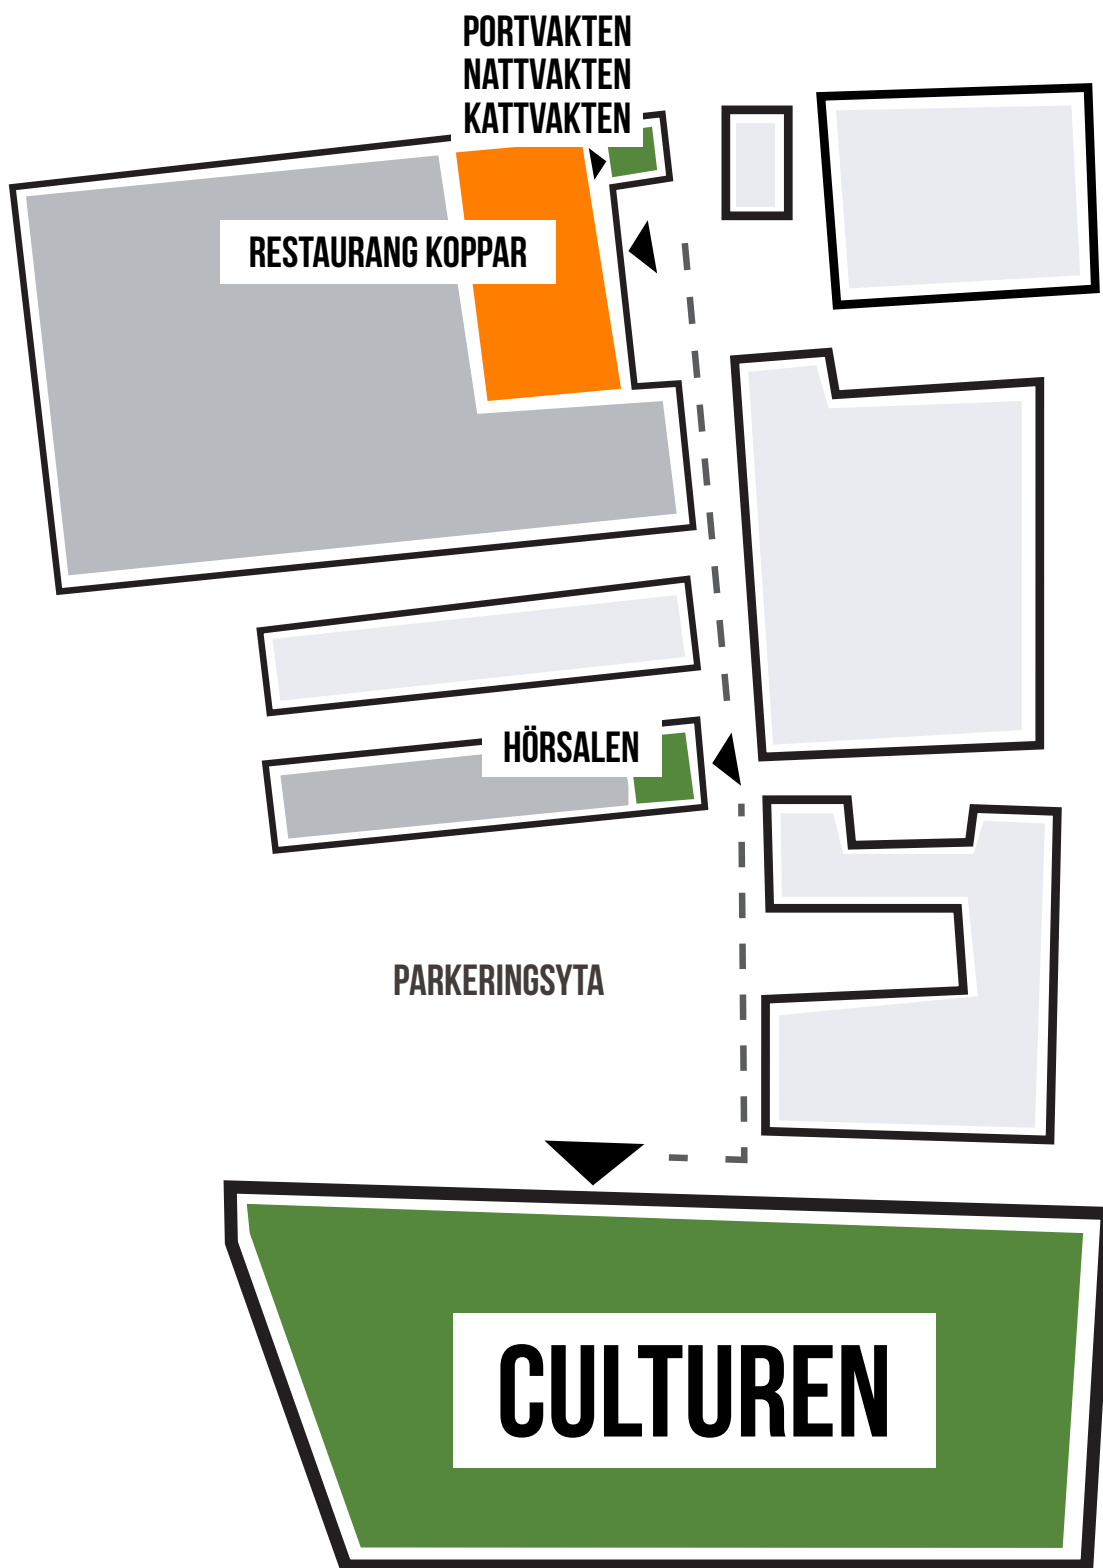 PORTVAKTEN
NATTVAKTEN
KATTVAKTEN
RESTAURANG KOPPAR
HÖRSALEN
PARKERINGSYTA
CULTUREN